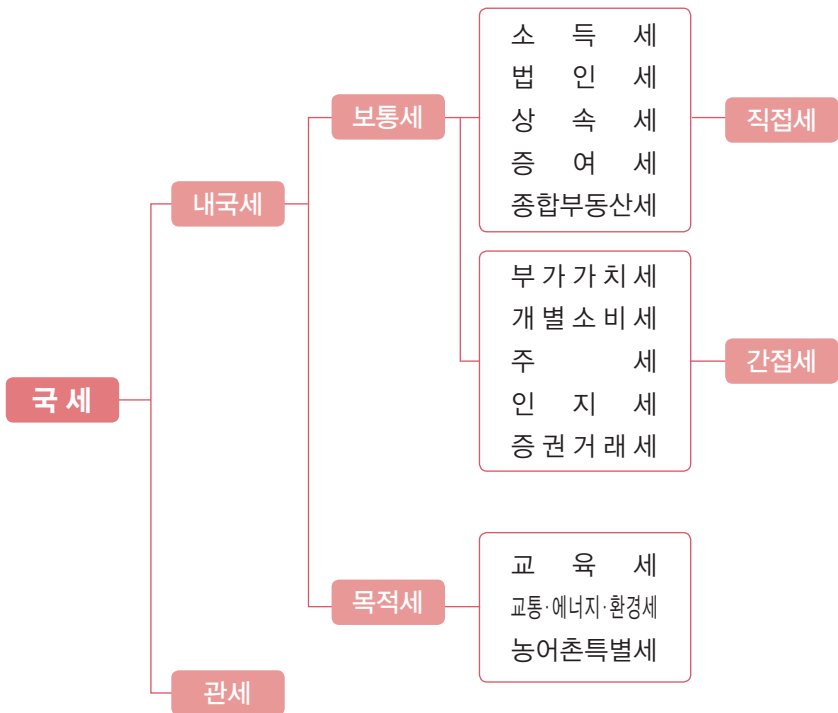 국 세
내국세
보통세
소 득 세
법 인 세
상 속 세
증 여 세
종합부동산세
직접세
부 가 가 치 세
개 별 소 비 세
주 세
인 지 세
증 권 거 래 세
간접세
목적세
교 육 세
교통·에너지·환경세
농어촌특별세
관세